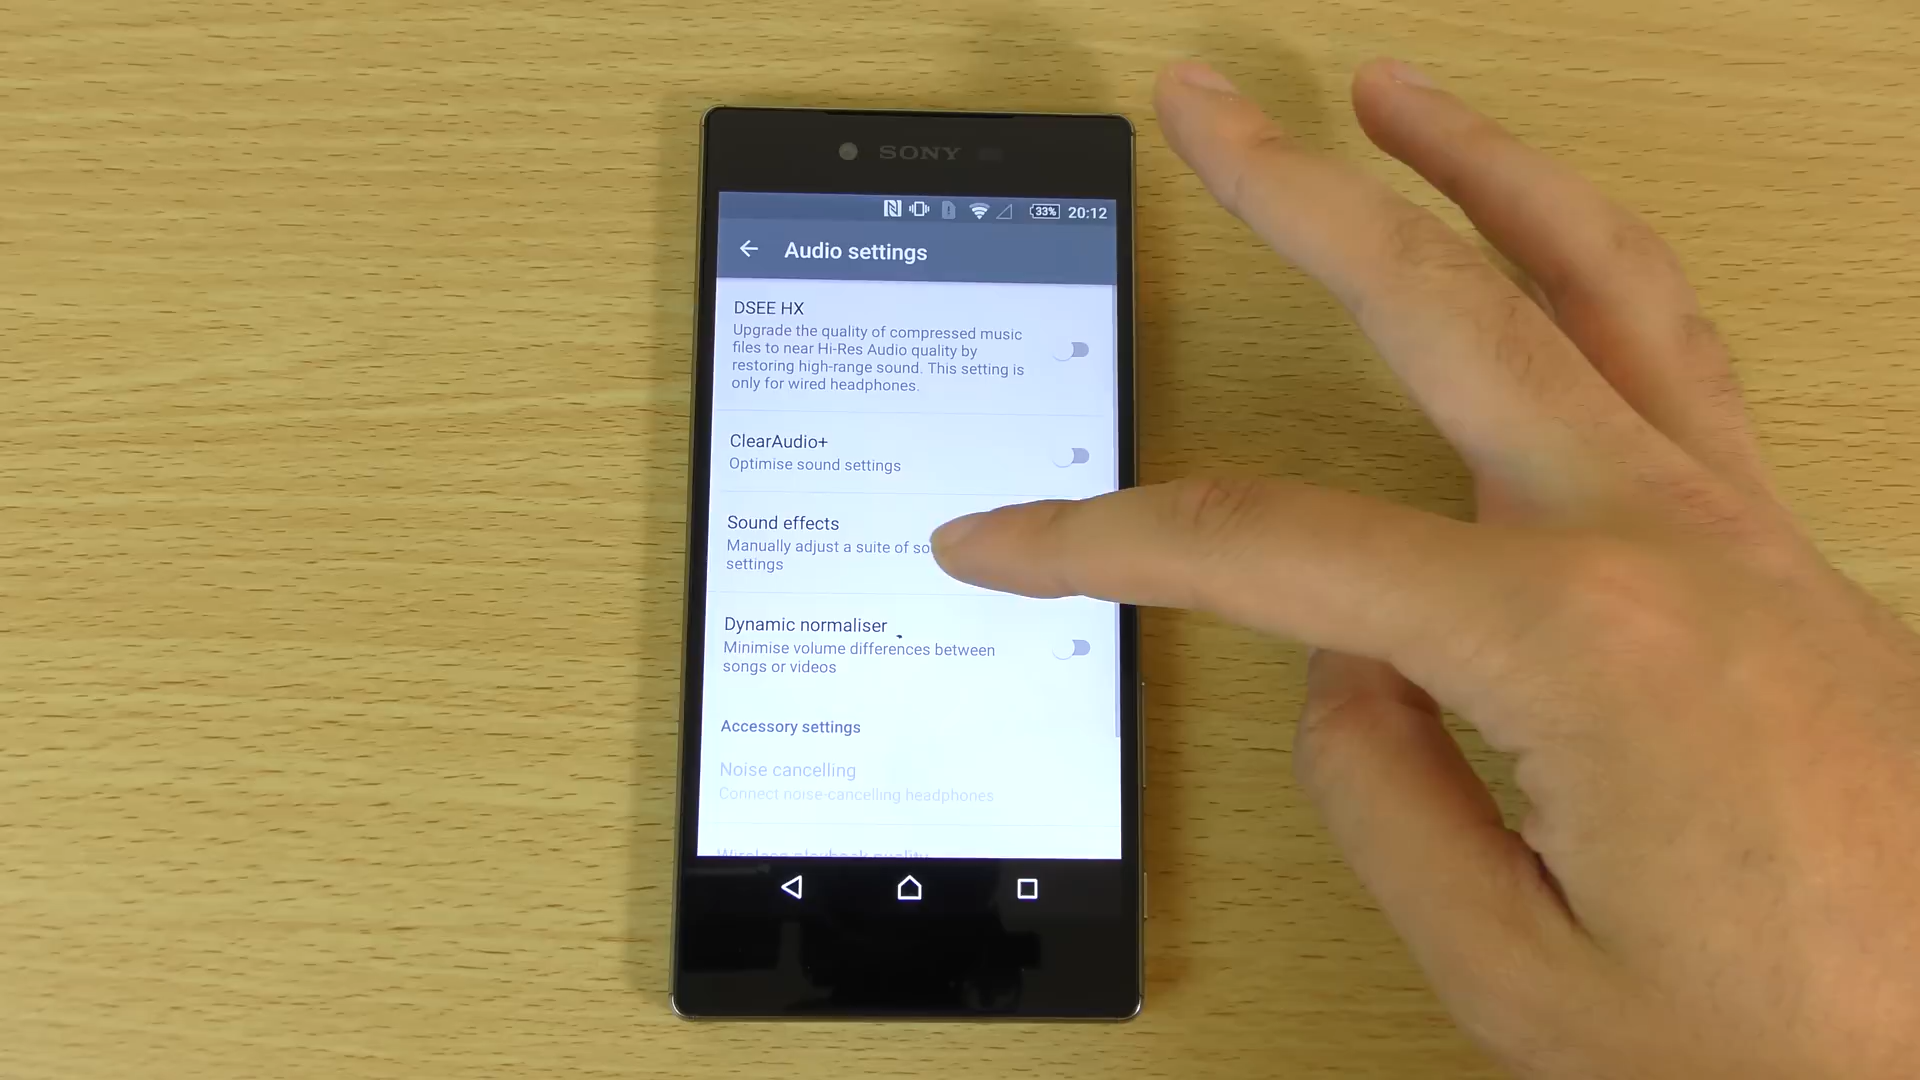 SONY
33% 20:12
Audio settings
DSEE HX
Upgrade the quality of compressed music
files to near Hi-Res Audio quality by
restoring high-range sound. This setting is
only for wired headphones.
ClearAudio+
Optimise sound settings
Sound effects
Manually adjust a suite of so
settings
Dynamic normaliser
Minimise volume differences between
songs or videos
Accessory settings
Noise cancelling
Connect noise-cancelling headphones
Wireless playback quality